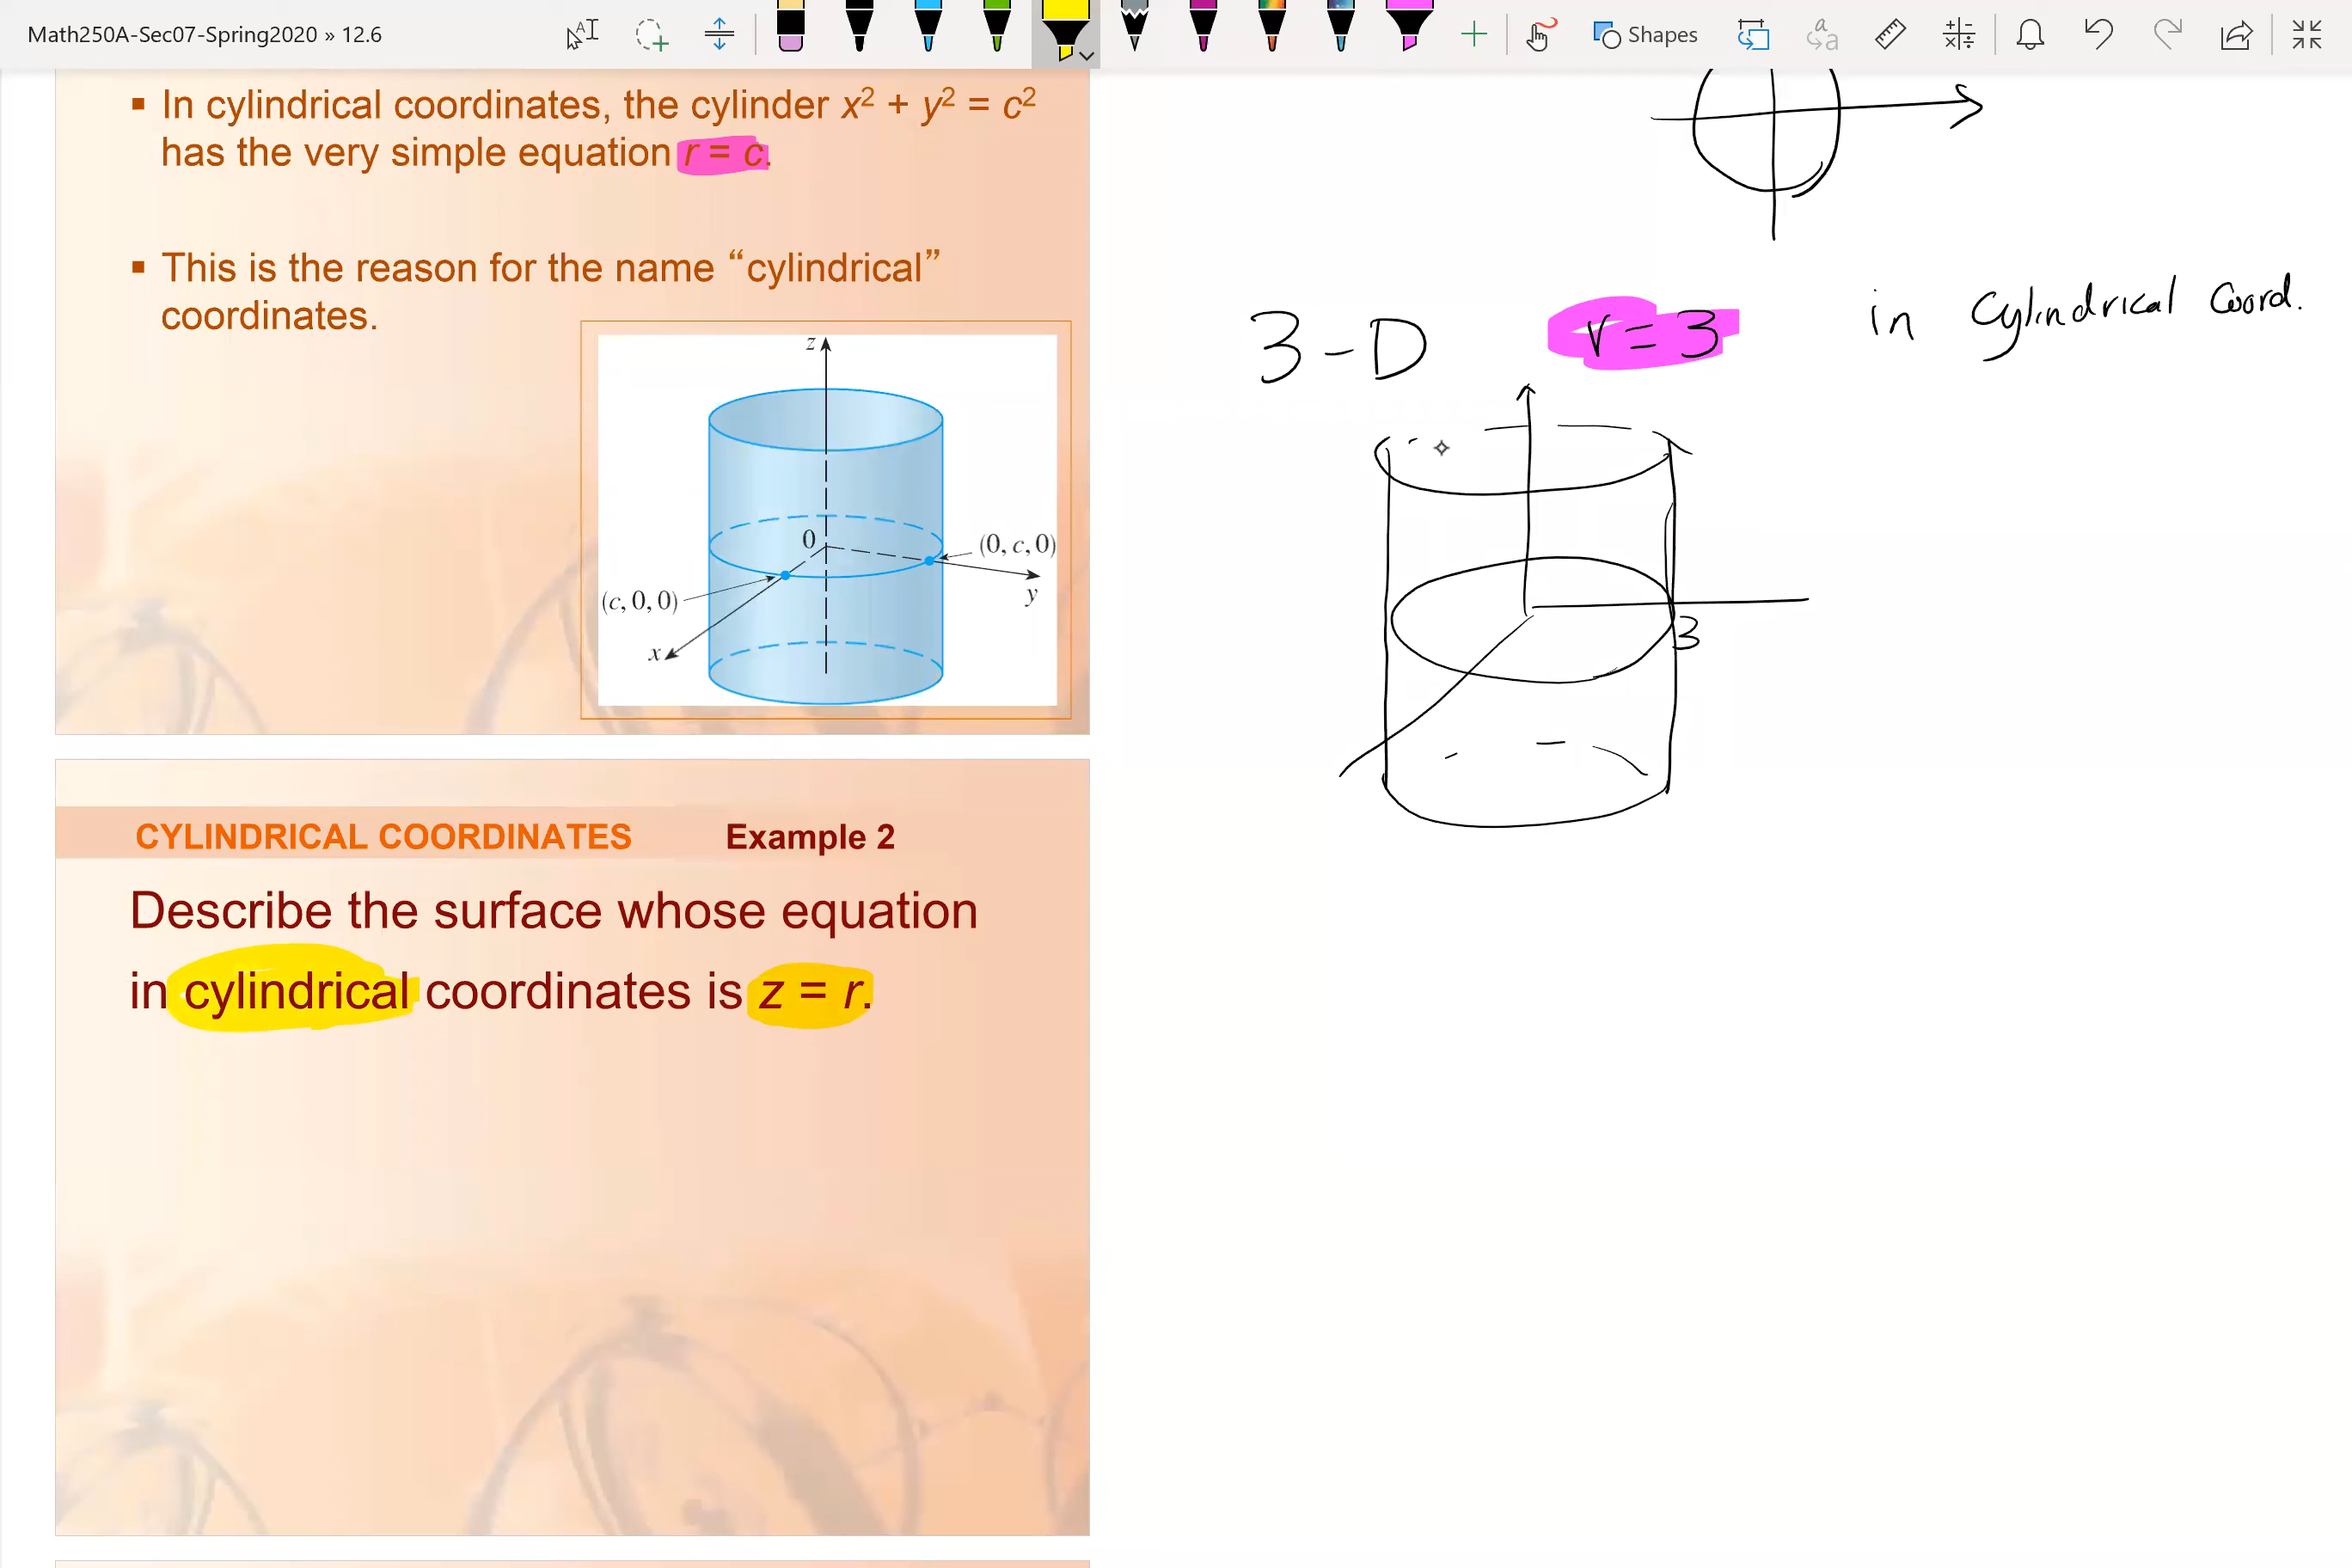 Math250A-Sec07-Spring2020 » 12.6
Shapes
In cylindrical coordinates, the cylinder x² + y² = c²
has the very simple equation r = c.
This is the reason for the name “cylindrical”
coordinates.
z
0
(0, c, 0)
(c, 0, 0)
y
x
3-D r = 3 in Cylindrical Coord.
3
CYLINDRICAL COORDINATES Example 2
Describe the surface whose equation
in cylindrical coordinates is z = r.